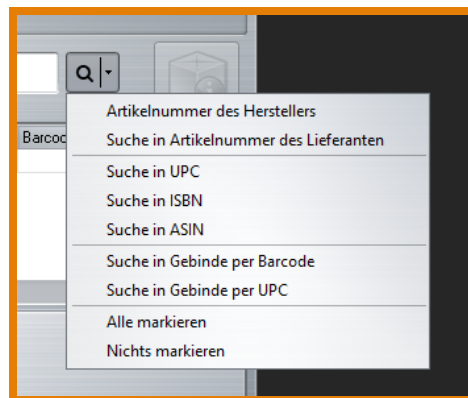 Artikelnummer des Herstellers
Barcoc
Suche in Artikelnummer des Lieferanten
Suche in UPC
Suche in ISBN
Suche in ASIN
Suche in Gebinde per Barcode
Suche in Gebinde per UPC
Alle markieren
Nichts markieren